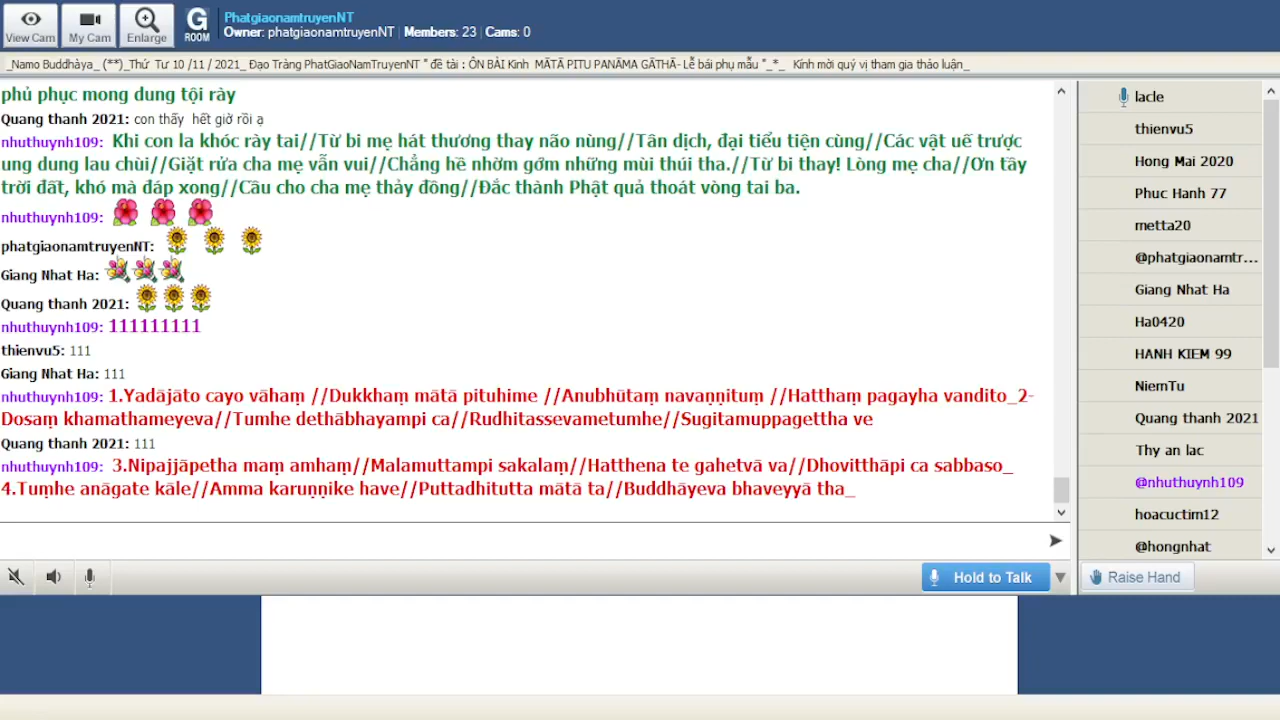 View Cam
My Cam
Enlarge
G
ROOM
PhatgiaonamtruyenNT
Owner: phatgiaonamtruyenNT | Members: 23 | Cams: 0
_Namo Buddhàya_ (**)_Thứ Tư 10 /11 / 2021_ Đạo Tràng PhatGiaoNamTruyenNT " đề tài : ÔN BÀI Kinh MĀTĀ PITU PANĀMA GĀTHĀ- Lễ bái phụ mẫu "_*_ Kính mời quý vị tham gia thảo luận_
phủ phục mong dung tội rày
Quang thanh 2021: con thấy hết giờ rồi ạ
nhuthuynh109: Khi con la khóc rày tai//Từ bi mẹ hát thương thay não nùng//Tân dịch, đại tiểu tiện cùng//Các vật uế trược
ung dung lau chùi//Giặt rửa cha mẹ vẫn vui//Chẳng hề nhờm gớm những mùi thúi tha.//Từ bi thay! Lòng mẹ cha//Ơn tầy
trời đất, khó mà đáp xong//Cầu cho cha mẹ thảy đồng//Đắc thành Phật quả thoát vòng tai ba.
nhuthuynh109:
phatgiaonamtruyenNT:
Giang Nhat Ha:
Quang thanh 2021:
nhuthuynh109: 111111111
thienvu5: 111
Giang Nhat Ha: 111
nhuthuynh109: 1.Yadājāto cayo vāhaṃ //Dukkhaṃ mātā pituhime //Anubhūtaṃ navaṇṇituṃ //Hatthaṃ pagayha vandito_2-
Dosaṃ khamathameyeva//Tumhe dethābhayampi ca//Rudhitassevametumhe//Sugitamuppagettha ve
Quang thanh 2021: 111
nhuthuynh109: 3.Nipajjāpetha maṃ amhaṃ//Malamuttampi sakalaṃ//Hatthena te gahetvā va//Dhovitthāpi ca sabbaso_
4.Tuṃhe anāgate kāle//Amma karuṇṇike have//Puttadhitutta mātā ta//Buddhāyeva bhaveyyā tha_
lacle
thienvu5
Hong Mai 2020
Phuc Hanh 77
metta20
@phatgiaonamtr...
Giang Nhat Ha
Ha0420
HANH KIEM 99
NiemTu
Quang thanh 2021
Thy an lac
@nhuthuynh109
hoacuctim12
@hongnhat
Hold to Talk
Raise Hand